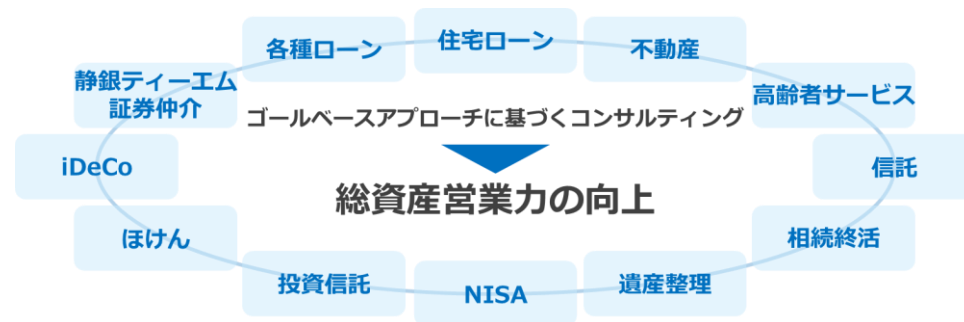 各種ローン
住宅ローン
不動産
静銀ティーエム
証券仲介
高齢者サービス
ゴールベースアプローチに基づくコンサルティング
iDeCo
信託
総資産営業力の向上
ほけん
相続終活
投資信託
NISA
遺産整理